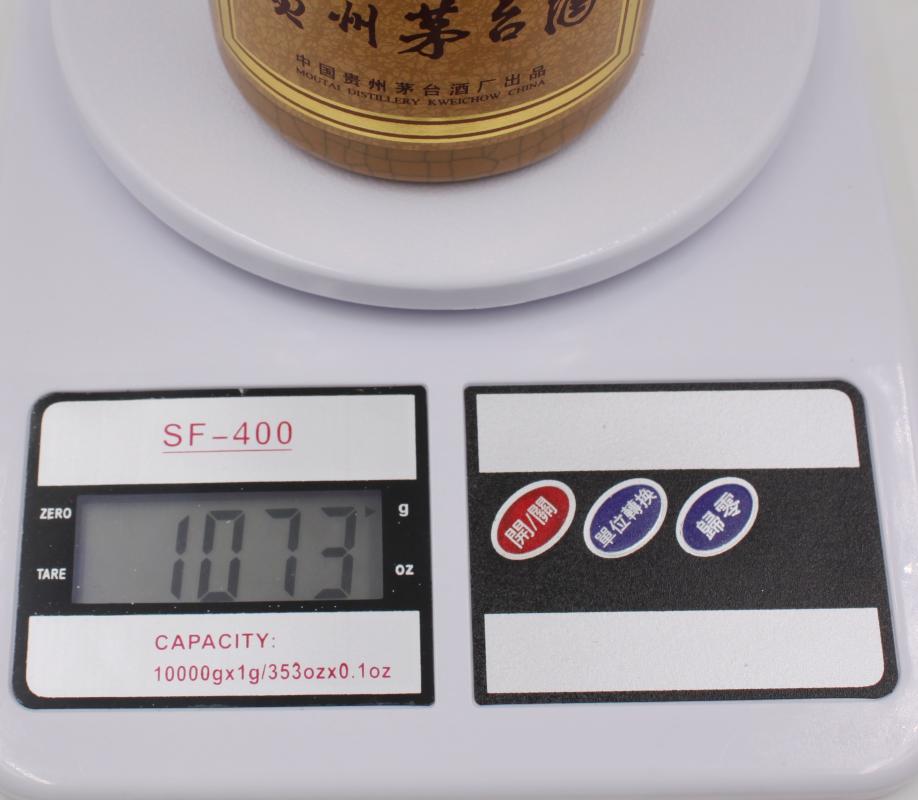 贵州茅台酒
中国贵州茅台酒厂出品
MOUTAI DISTILLERY KWEICHOW CHINA
SF-400
ZERO
g
1073
TARE
oz
CAPACITY:
10000gx1g/353ozx0.1oz
開/關
單位轉换
歸零